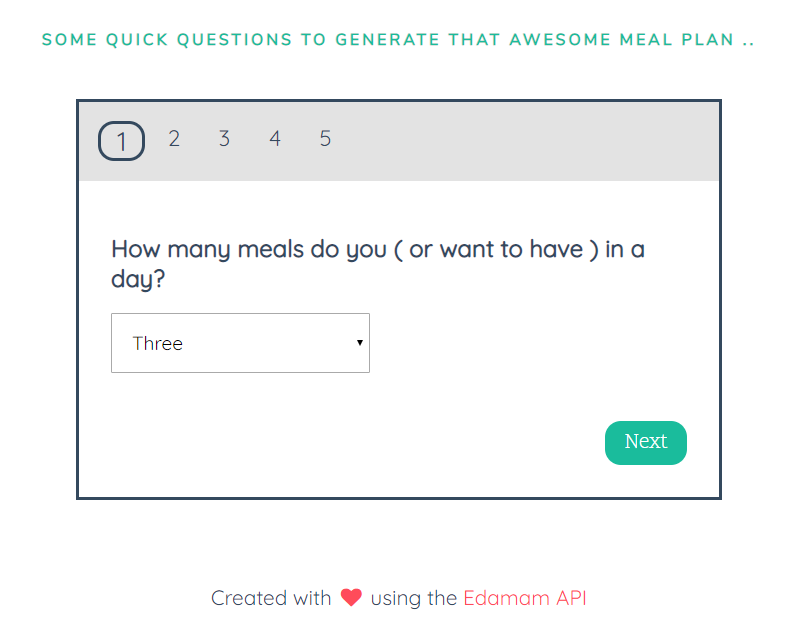 SOME QUICK QUESTIONS TO GENERATE THAT AWESOME MEAL PLAN ..
1 2 3 4 5
How many meals do you ( or want to have ) in a
day?
Three
Next
Created with ❤ using the Edamam API